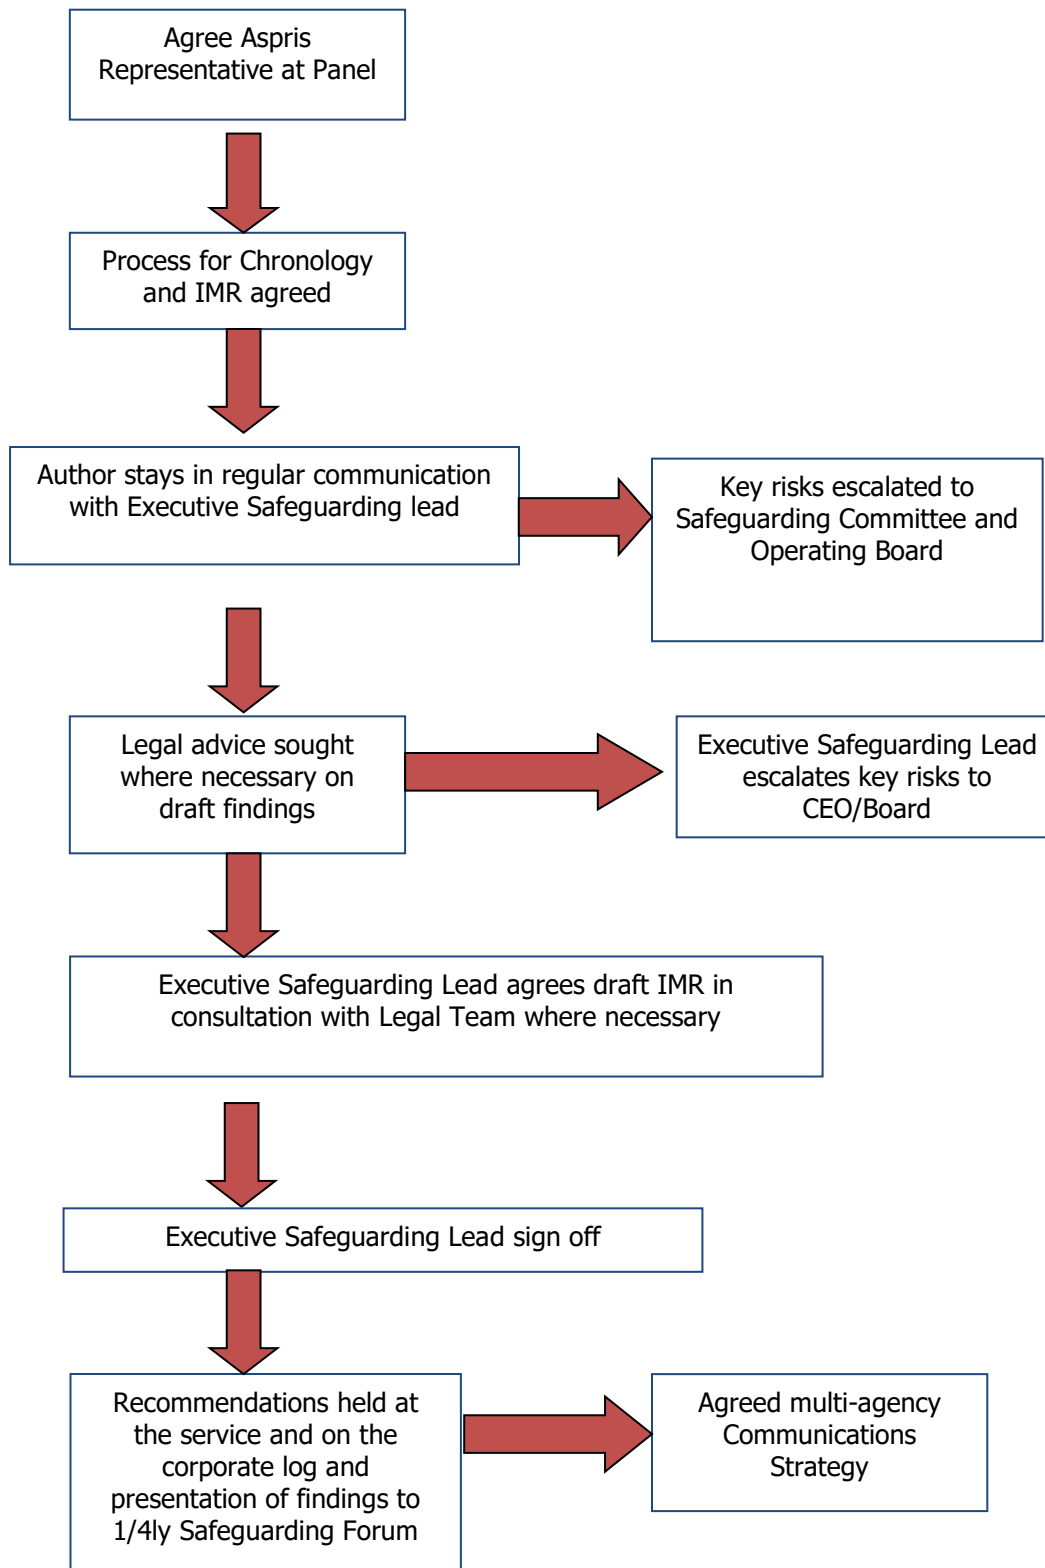 Agree Aspris
Representative at Panel
Process for Chronology
and IMR agreed
Author stays in regular communication
with Executive Safeguarding lead
Key risks escalated to
Safeguarding Committee and
Operating Board
Legal advice sought
where necessary on
draft findings
Executive Safeguarding Lead
escalates key risks to
CEO/Board
Executive Safeguarding Lead agrees draft IMR in
consultation with Legal Team where necessary
Executive Safeguarding Lead sign off
Recommendations held at
the service and on the
corporate log and
presentation of findings to
1/4ly Safeguarding Forum
Agreed multi-agency
Communications
Strategy